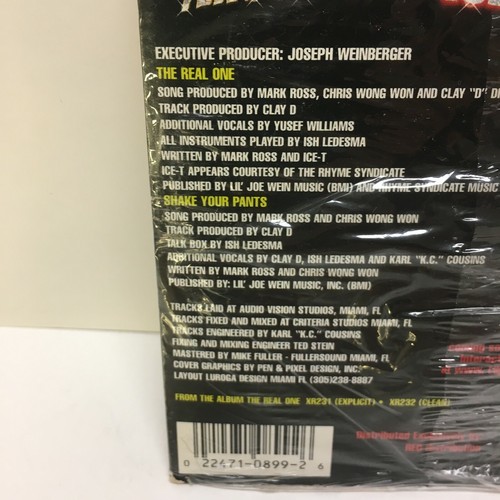 EXECUTIVE PRODUCER: JOSEPH WEINBERGER
THE REAL ONE
SONG PRODUCED BY MARK ROSS, CHRIS WONG WON AND CLAY "D" DI
TRACK PRODUCED BY CLAY D
ADDITIONAL VOCALS BY YUSEF WILLIAMS
ALL INSTRUMENTS PLAYED BY ISH LEDESMA
WRITTEN BY MARK ROSS AND ICE-T
ICE-T APPEARS COURTESY OF THE RHYME SYNDICATE
PUBLISHED BY LIL' JOE WEIN MUSIC (BMI) AND RHYME SYNDICATE MUSIC
SHAKE YOUR PANTS
SONG PRODUCED BY MARK ROSS AND CHRIS WONG WON
TRACK PRODUCED BY CLAY D
TALK BOX BY ISH LEDESMA
ADDITIONAL VOCALS BY CLAY D, ISH LEDESMA AND KARL "K.C." COUSINS
WRITTEN BY MARK ROSS AND CHRIS WONG WON
PUBLISHED BY: LIL' JOE WEIN MUSIC, INC. (BMI)
TRACKS LAID AT AUDIO VISION STUDIOS, MIAMI, FL
TRACKS FIXED AND MIXED AT CRITERIA STUDIOS MIAMI, FL
TRACKS ENGINEERED BY KARL "K.C." COUSINS
FIXING AND MIXING ENGINEER TED STEIN
MASTERED BY MIKE FULLER - FULLERSOUND MIAMI, FL
COVER GRAPHICS BY PEN & PIXEL DESIGN, INC.
LAYOUT LUROGA DESIGN MIAMI FL (305)238-8807
FROM THE ALBUM THE REAL ONE XR231 (EXPLICIT) • XR232 (CLEAN)
Distributed
0 22471-0899-2 6